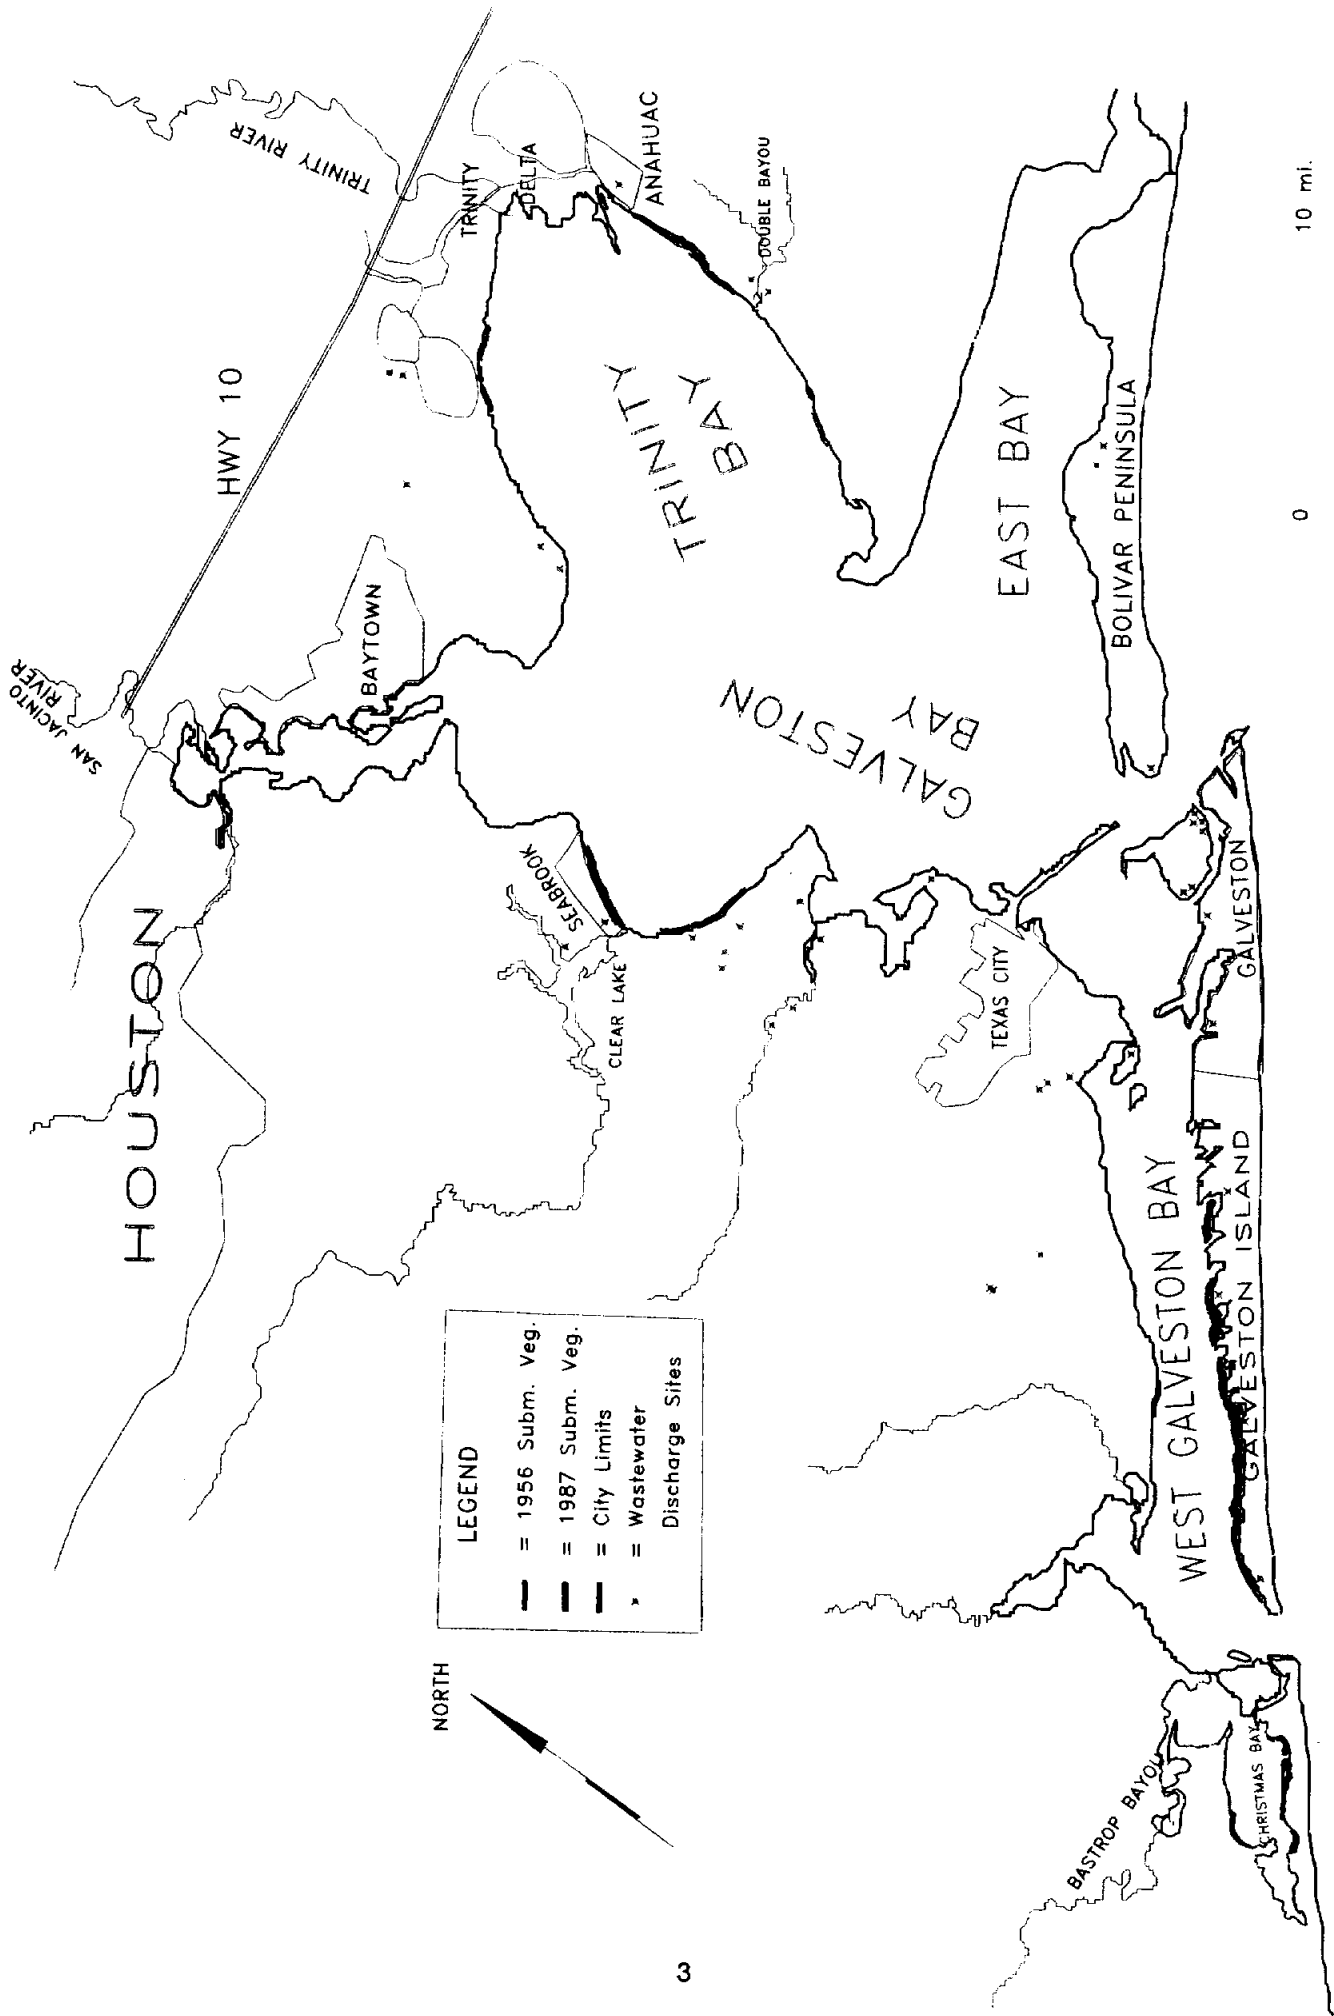 HOUSTON
SAN JACINTO
RIVER
HWY 10
TRINITY RIVER
TRINITY
DELTA
ANAHUAC
DOUBLE BAYOU
BAYTOWN
TRINITY
BAY
SEABROOK
CLEAR LAKE
GALVESTON
BAY
EAST BAY
BOLIVAR PENINSULA
TEXAS CITY
GALVESTON
WEST GALVESTON BAY
GALVESTON ISLAND
GALVESTON ISLAND
BASTROP BAYOU
CHRISTMAS BAY
NORTH
LEGEND
= 1956 Subm. Veg.
= 1987 Subm. Veg.
= City Limits
= Wastewater
Discharge Sites
0 10 mi.
3